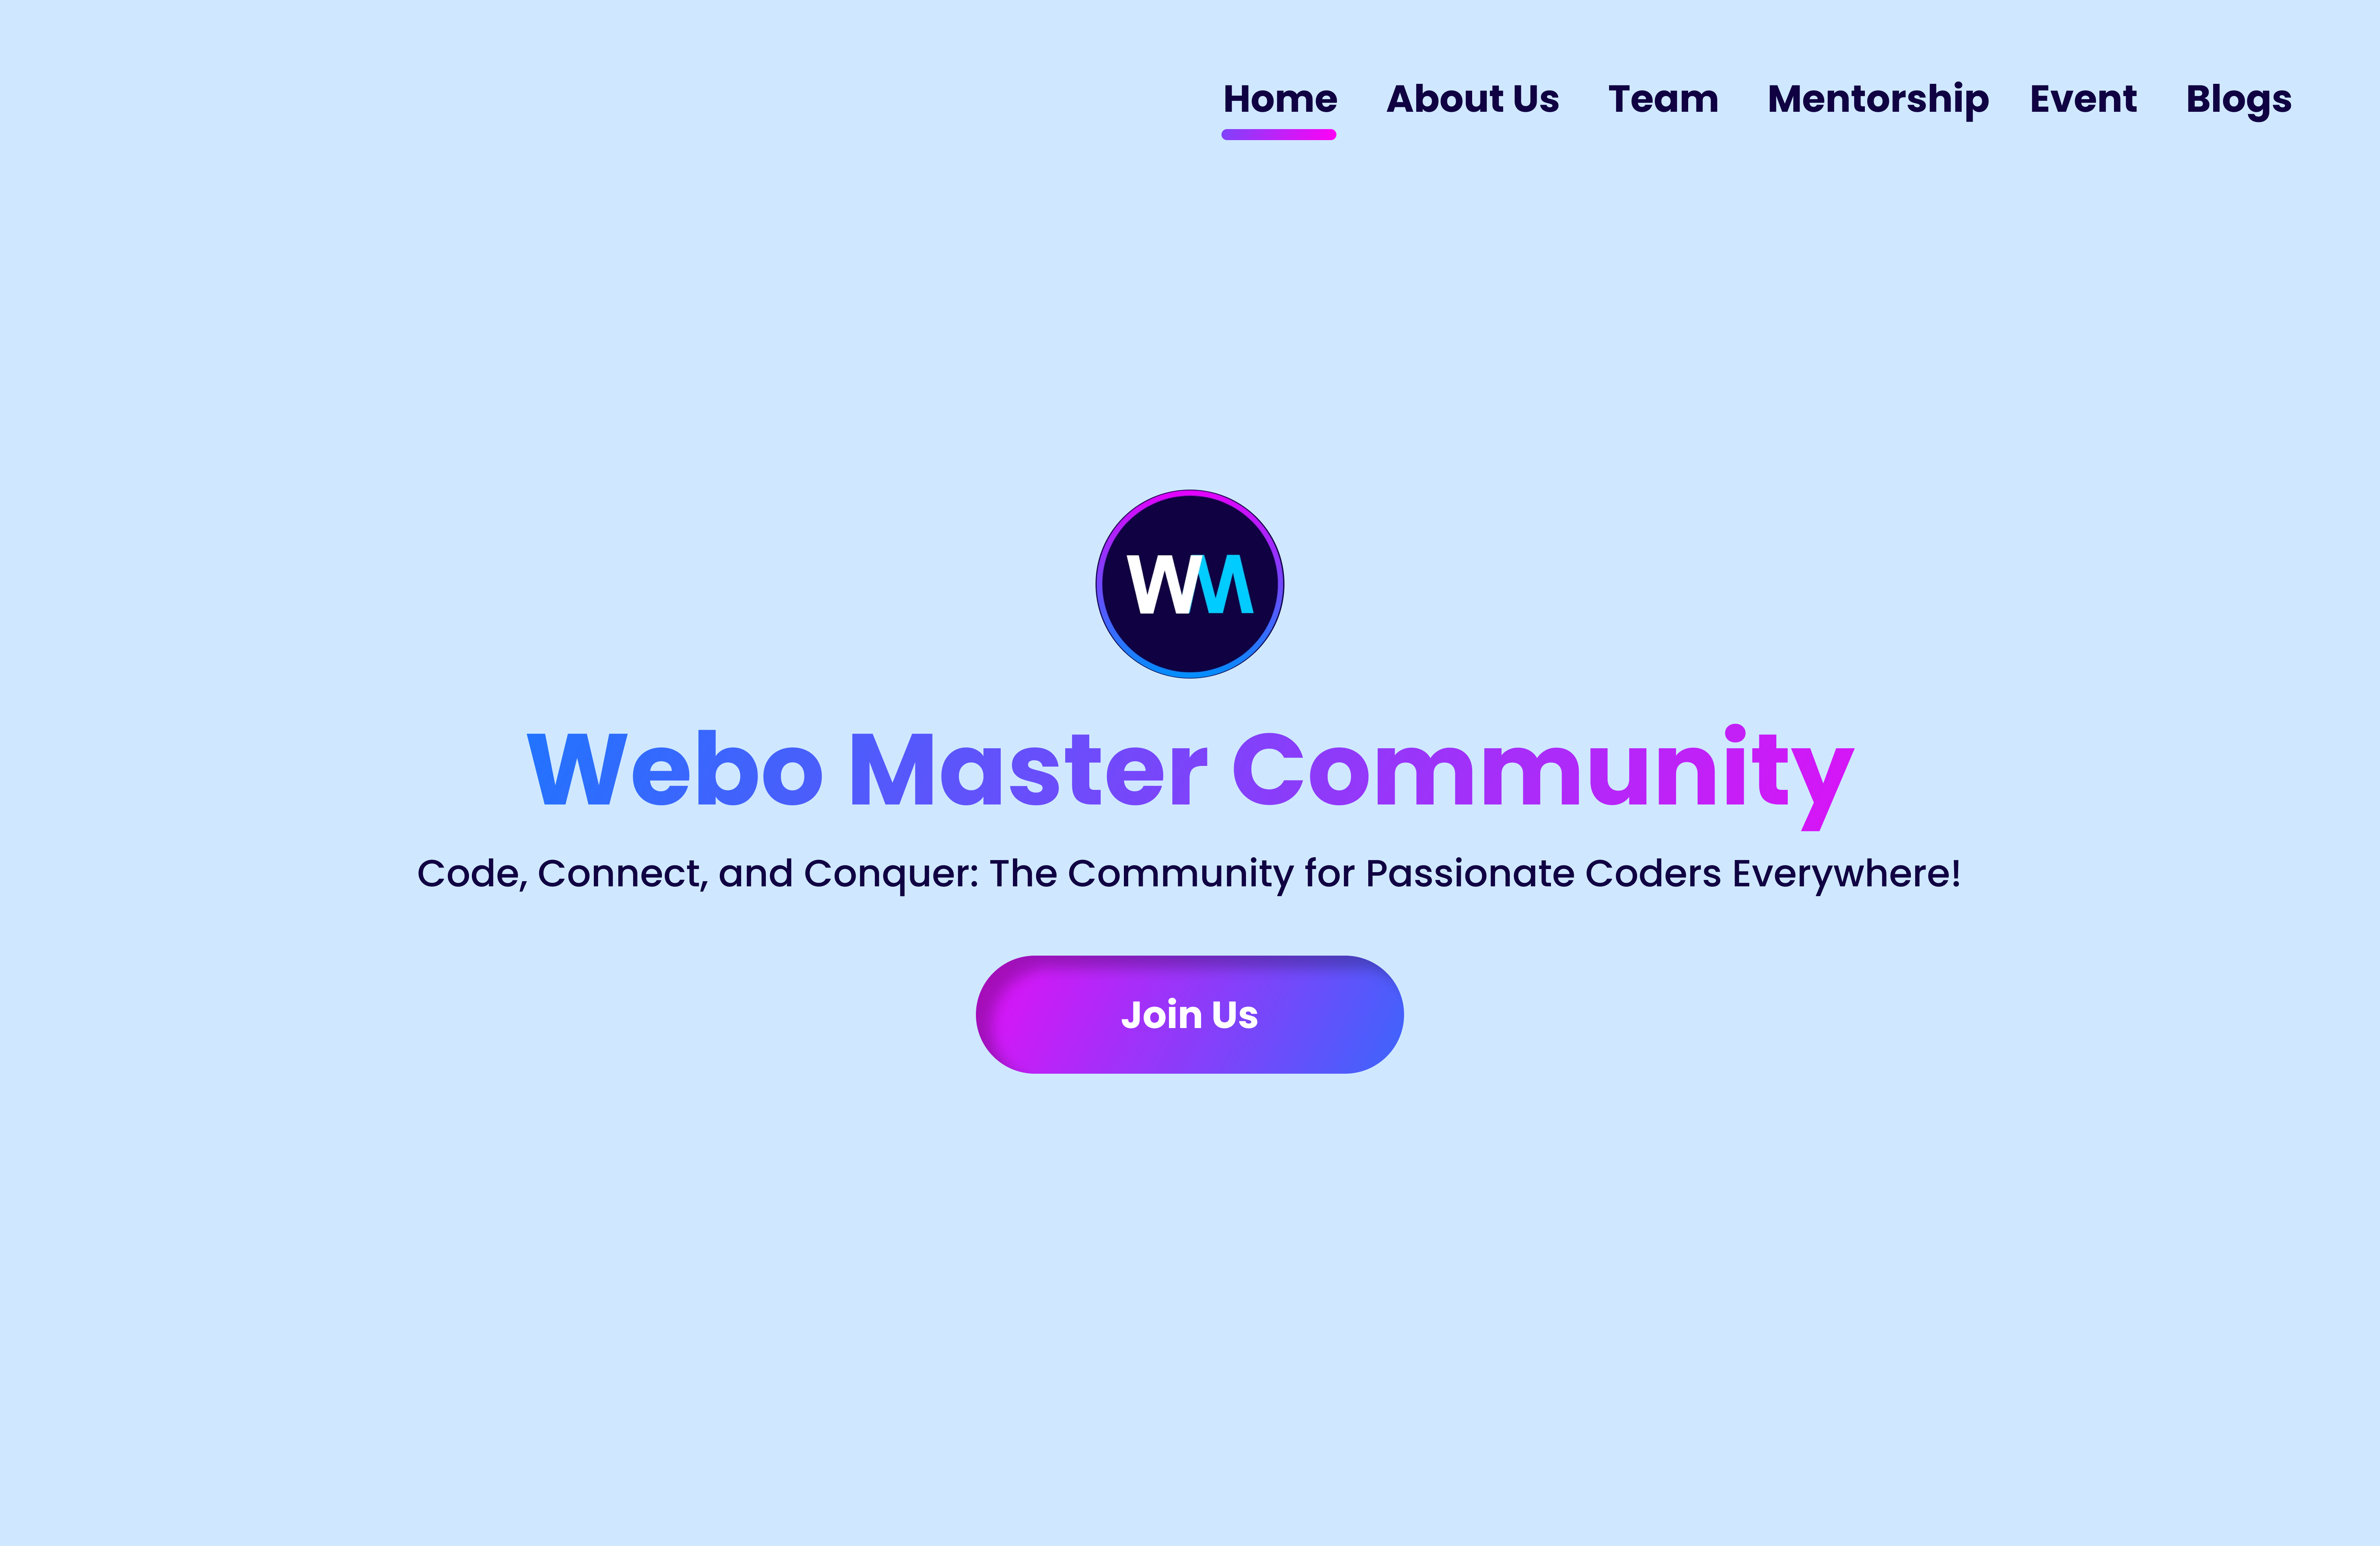 Home About Us Team Mentorship Event Blogs
WM
Webo Master Community
Code, Connect, and Conquer: The Community for Passionate Coders Everywhere!
Join Us